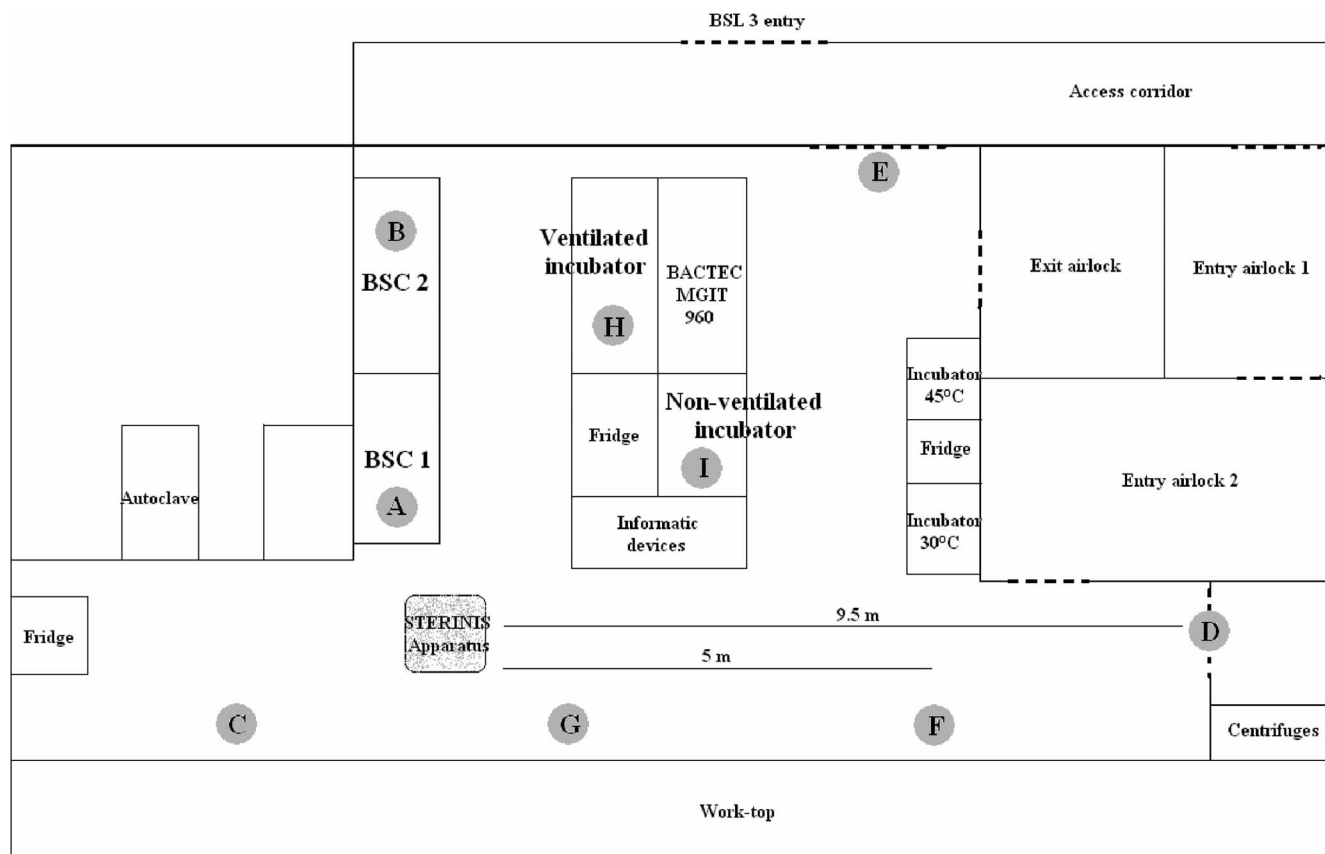 BSL 3 entry
Access corridor
E
B
BSC 2
Ventilated
incubator
H
BACTEC
MGIT
960
Exit airlock
Entry airlock 1
Incubator
45°C
Fridge
Incubator
30°C
Entry airlock 2
Non-ventilated
incubator
I
Fridge
BSC 1
A
Autoclave
Informatic
devices
Fridge
STERINIS
Apparatus
9.5 m
D
5 m
C
G
F
Centrifuges
Work-top